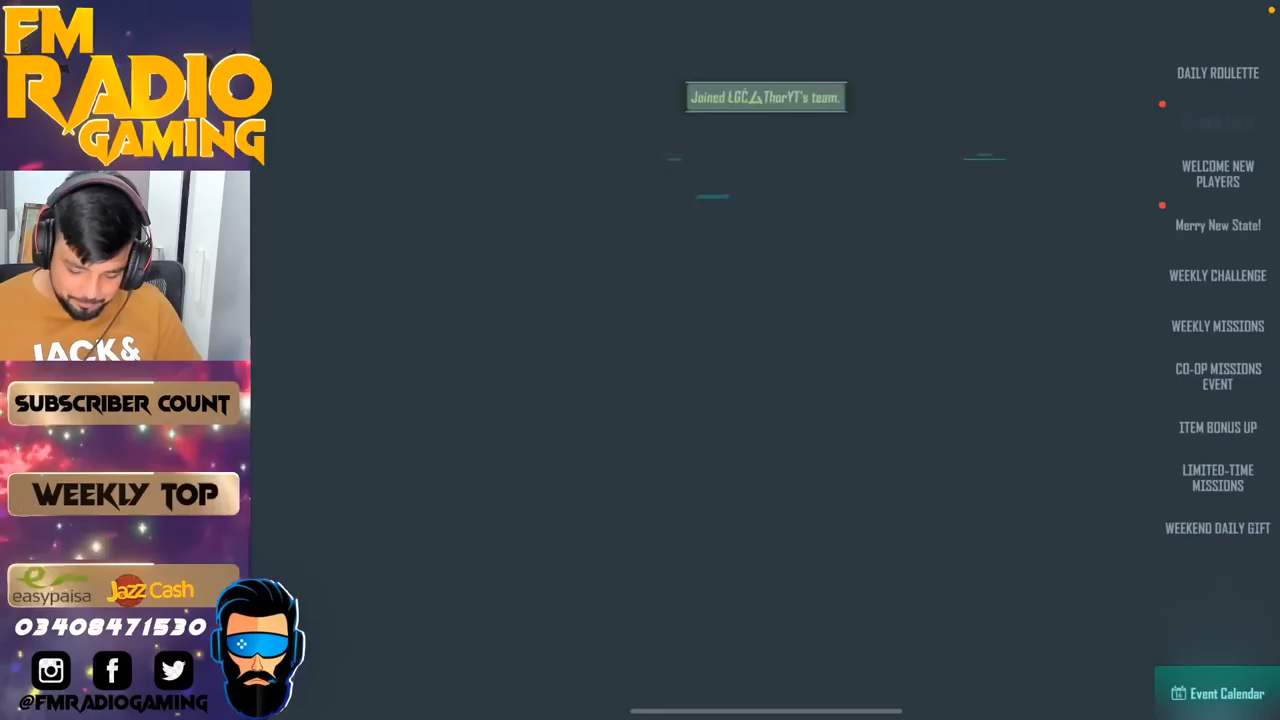 FM
RADIO
GAMING
JACK&
SUBSCRIBER COUNT
WEEKLY TOP
easypaisa
JazzCash
03408471530
@FMRADIOGAMING
Joined ŁGĊ△ThorYT's team.
DAILY ROULETTE
WELCOME NEW
PLAYERS
Merry New State!
WEEKLY CHALLENGE
WEEKLY MISSIONS
CO-OP MISSIONS
EVENT
ITEM BONUS UP
LIMITED-TIME
MISSIONS
WEEKEND DAILY GIFT
Event Calendar